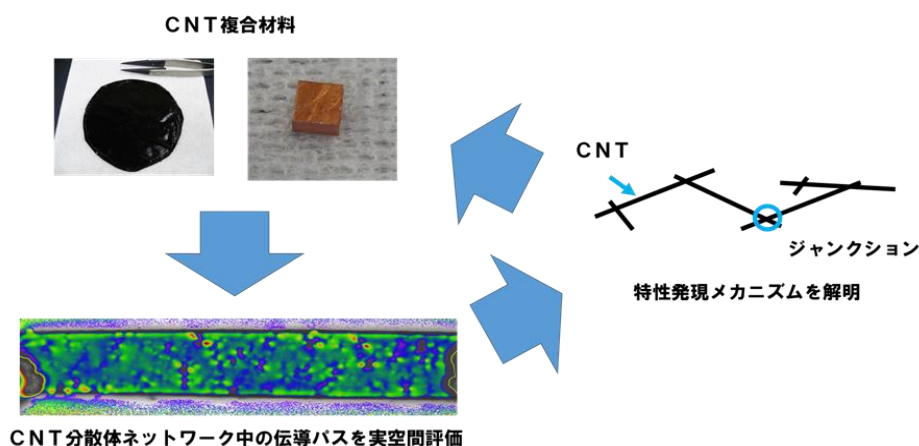 ＣＮＴ複合材料
ＣＮＴ
ジャンクション
特性発現メカニズムを解明
ＣＮＴ分散体ネットワーク中の伝導パスを実空間評価